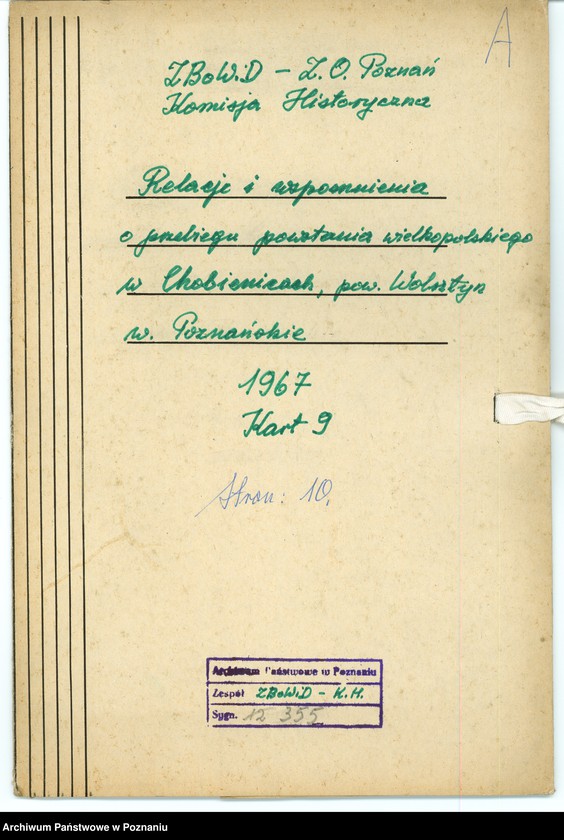 A
ZBoWiD – Z.O. Poznań
Komisja Historyczna
Relacje i wspomnienia
o przebiegu powstania wielkopolskiego
w Chobienicach, pow. Wolsztyn
w. Poznańskie
1967
Kart 9
Stron: 10.
Archiwum Państwowe w Poznaniu
Zespół ZBoWiD – K.H.
Sygn. 12 355
Archiwum Państwowe w Poznaniu